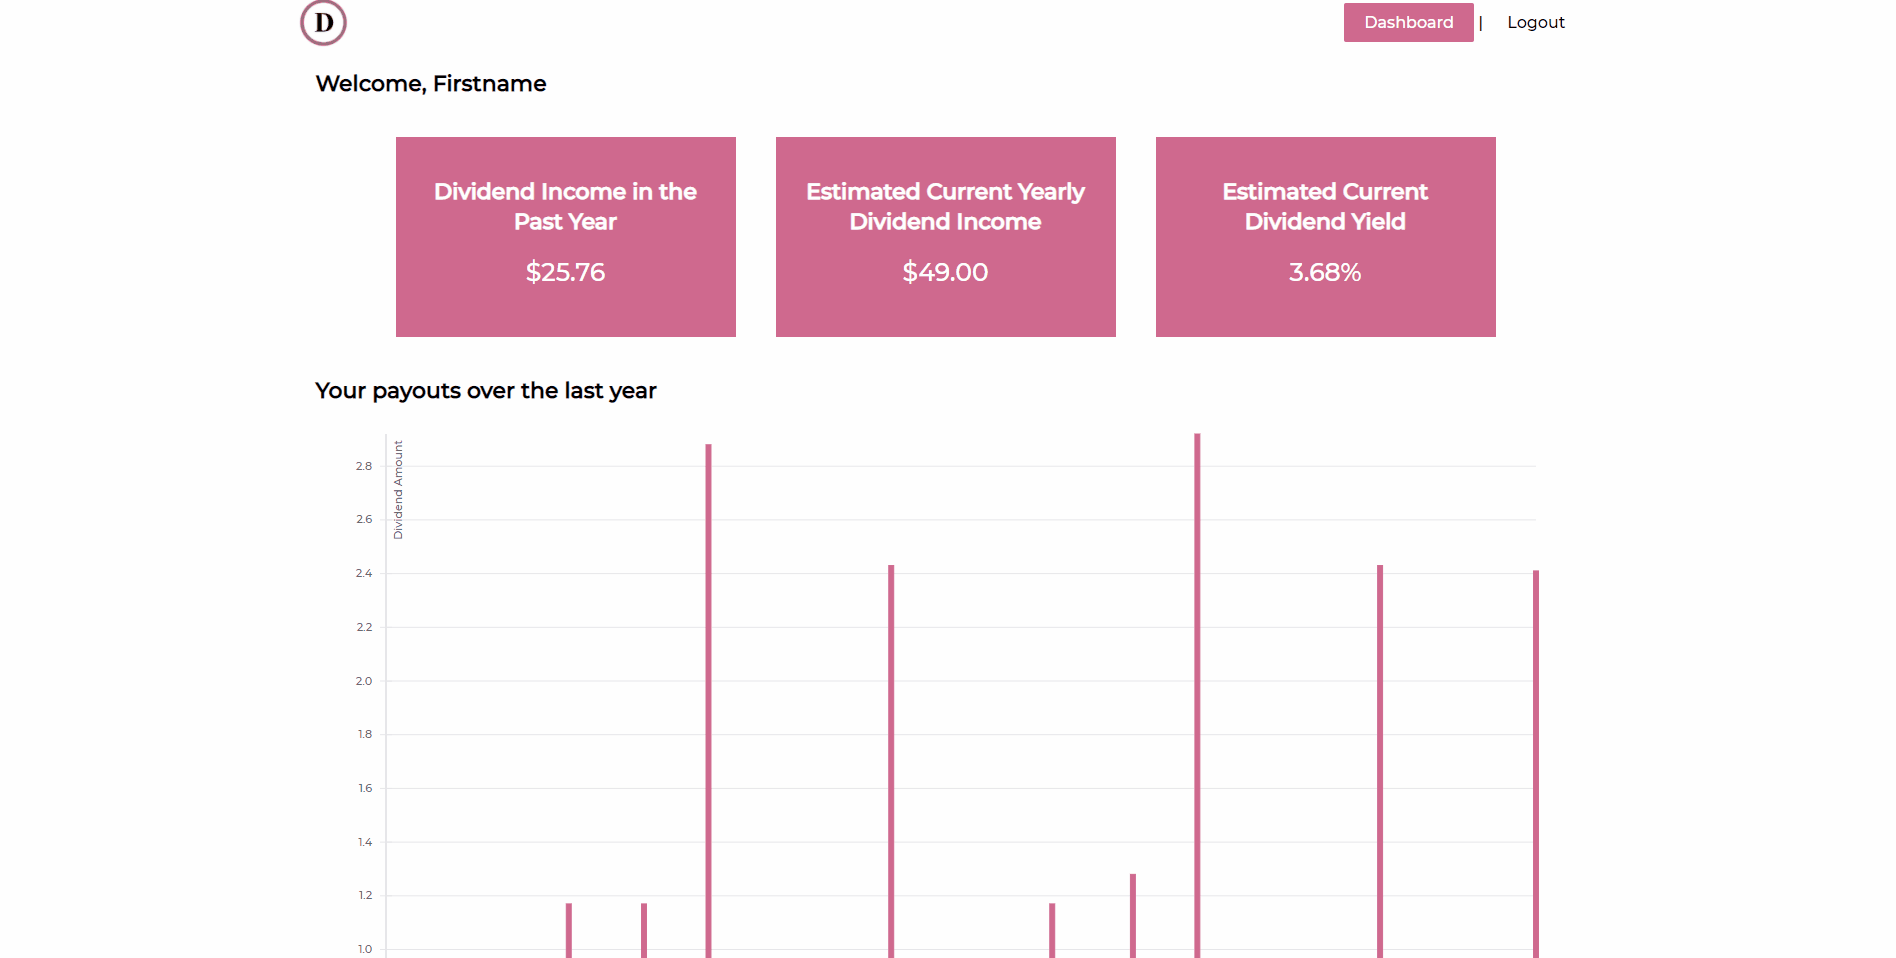 D
Dashboard | Logout
Welcome, Firstname
Dividend Income in the
Past Year
$25.76
Estimated Current Yearly
Dividend Income
$49.00
Estimated Current
Dividend Yield
3.68%
Your payouts over the last year
Dividend Amount
2.8
2.6
2.4
2.2
2.0
1.8
1.6
1.4
1.2
1.0